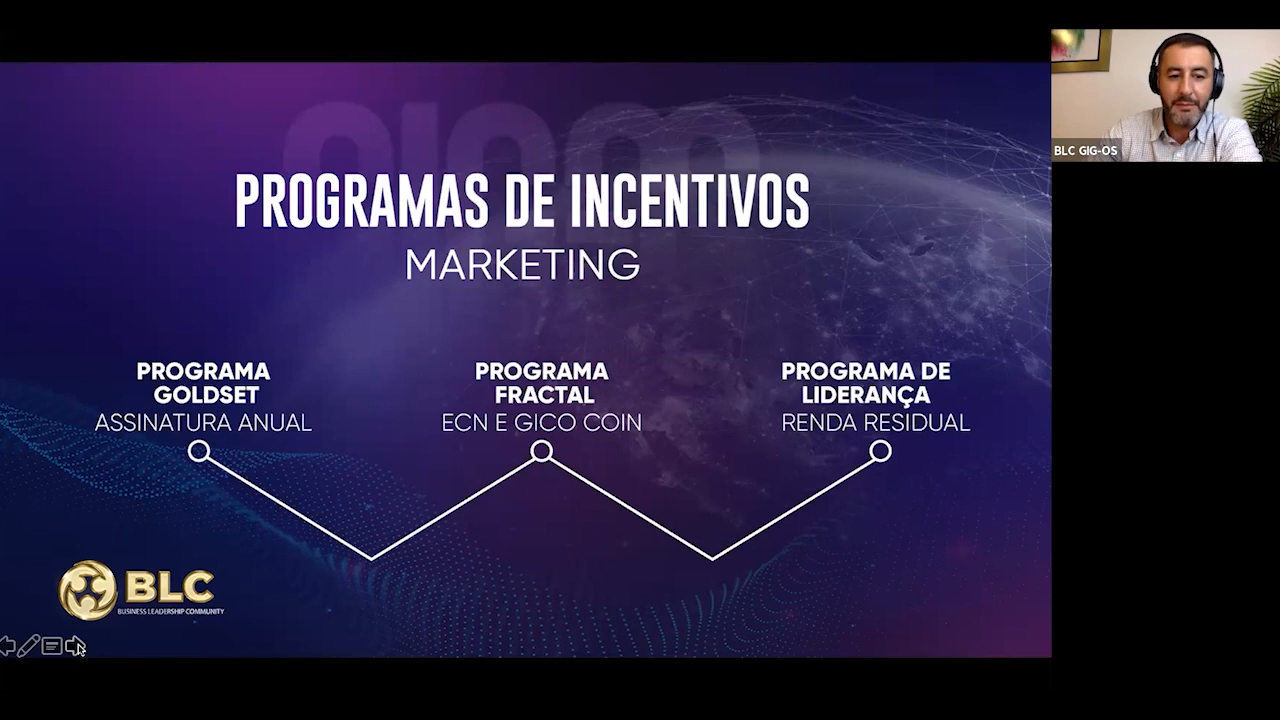 PROGRAMAS DE INCENTIVOS
MARKETING
PROGRAMA
GOLDSET
ASSINATURA ANUAL
PROGRAMA
FRACTAL
ECN E GICO COIN
PROGRAMA DE
LIDERANÇA
RENDA RESIDUAL
BLC
BUSINESS LEADERSHIP COMMUNITY
BLC GIG-OS